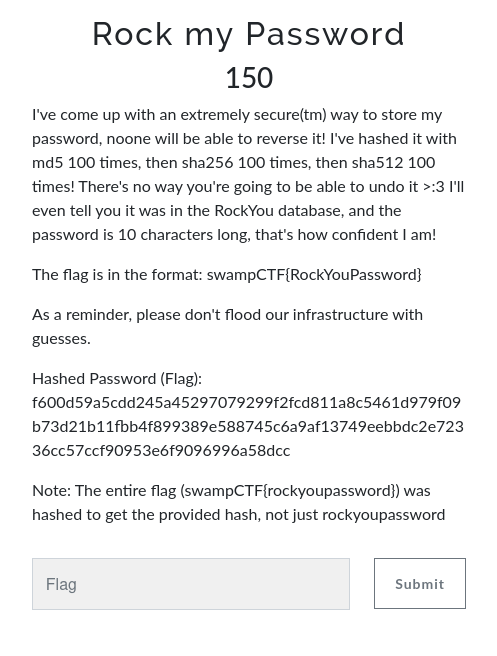 Rock my Password
150
I've come up with an extremely secure(tm) way to store my
password, noone will be able to reverse it! I've hashed it with
md5 100 times, then sha256 100 times, then sha512 100
times! There's no way you're going to be able to undo it >:3 I'll
even tell you it was in the RockYou database, and the
password is 10 characters long, that's how confident I am!
The flag is in the format: swampCTF{RockYouPassword}
As a reminder, please don't flood our infrastructure with
guesses.
Hashed Password (Flag):
f600d59a5cdd245a45297079299f2fcd811a8c5461d979f09
b73d21b11fbb4f899389e588745c6a9af13749eebbdc2e723
36cc57ccf90953e6f9096996a58dcc
Note: The entire flag (swampCTF{rockyoupassword}) was
hashed to get the provided hash, not just rockyoupassword
Flag
Submit